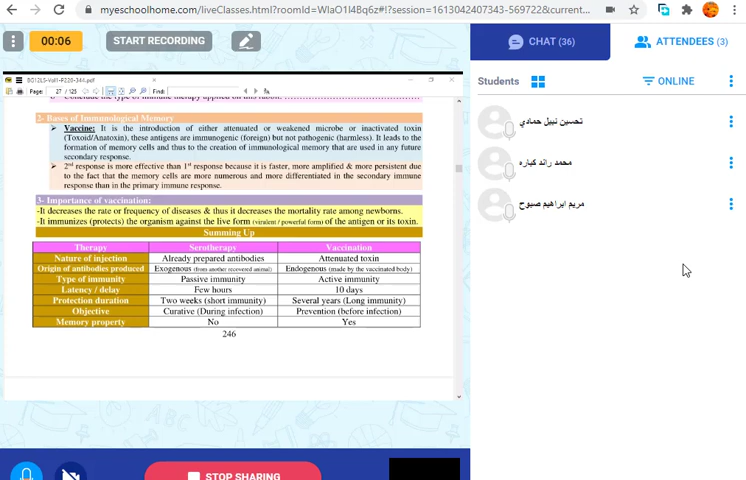 myeschoolhome.com/liveClasses.html?roomId=WlaO1l4Bq6z#!?session=1613042407343-569722&current...
00:06
START RECORDING
CHAT (36)
ATTENDEES (3)
Students
ONLINE
تحسين نبيل حمادي
محمد رائد كباره
مريم ابراهيم صبوح
Page: 27 / 125
2- Bases of Immunological Memory
Vaccine: It is the introduction of either attenuated or weakened microbe or inactivated toxin
(Toxoid/Anatoxin), these antigens are immunogenic (foreign) but not pathogenic (harmless). It leads to the
formation of memory cells and thus to the creation of immunological memory that are used in any future
secondary response.
2nd response is more effective than 1st response because it is faster, more amplified & more persistent due
to the fact that the memory cells are more numerous and more differentiated in the secondary immune
response than in the primary immune response.
3- Importance of vaccination:
-It decreases the rate or frequency of diseases & thus it decreases the mortality rate among newborns.
-It immunizes (protects) the organism against the live form (virulent / powerful form) of the antigen or its toxin.
Summing Up
Therapy Serotherapy Vaccination
Nature of injection Already prepared antibodies Attenuated toxin
Origin of antibodies produced Exogenous (from another recovered animal) Endogenous (made by the vaccinated body)
Type of immunity Passive immunity Active immunity
Latency / delay Few hours 10 days
Protection duration Two weeks (short immunity) Several years (Long immunity)
Objective Curative (During infection) Prevention (before infection)
Memory property No Yes
246
STOP SHARING